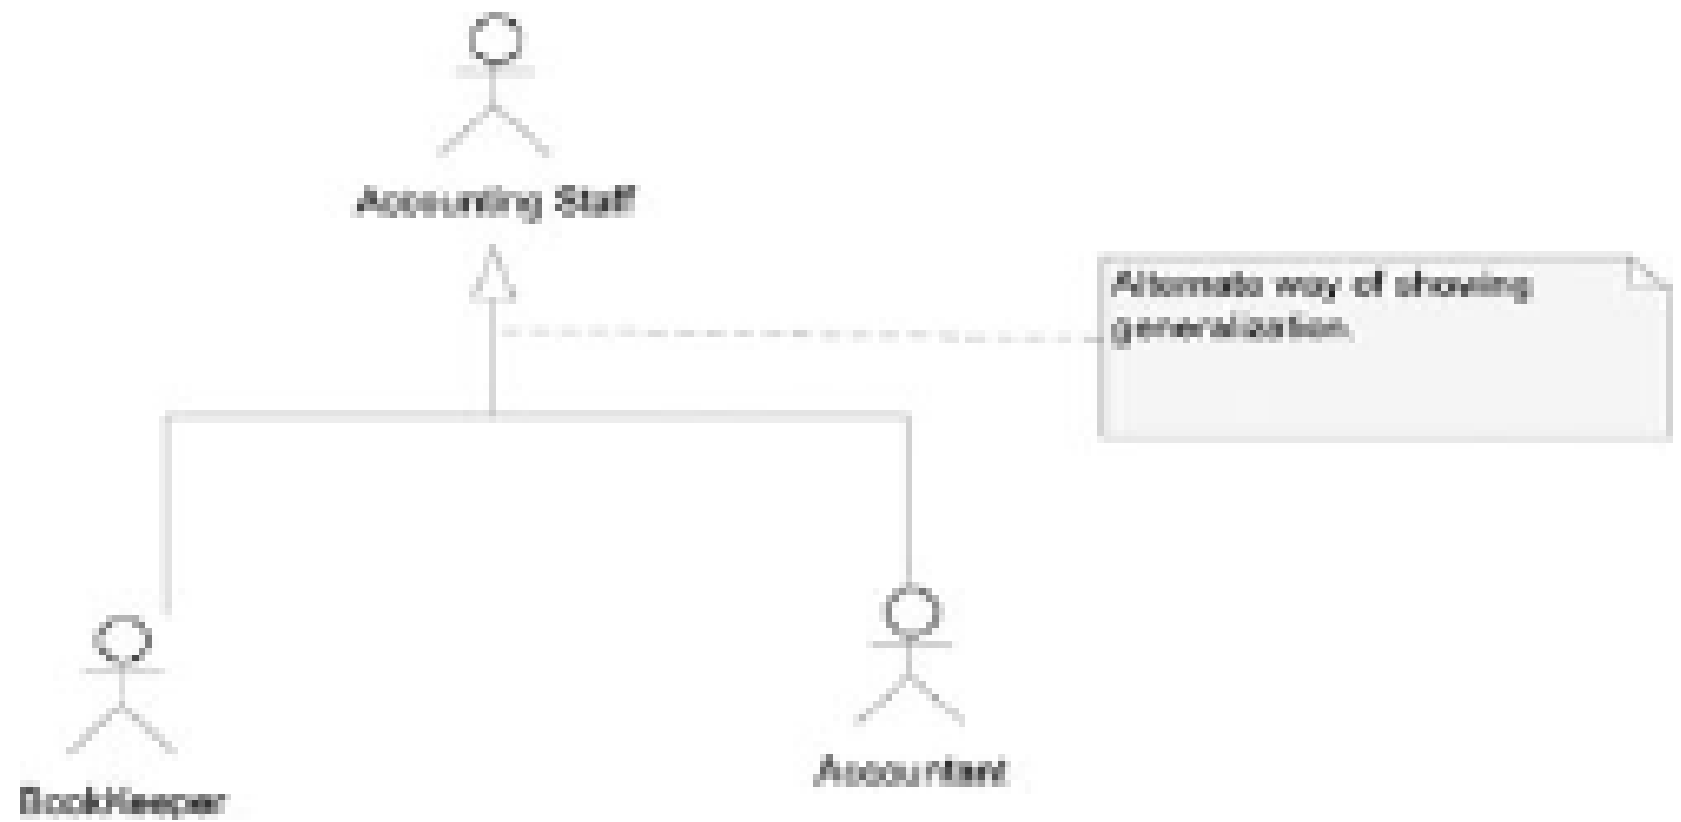 Accounting Staff
Alternate way of showing
generalization.
BookKeeper
Accountant